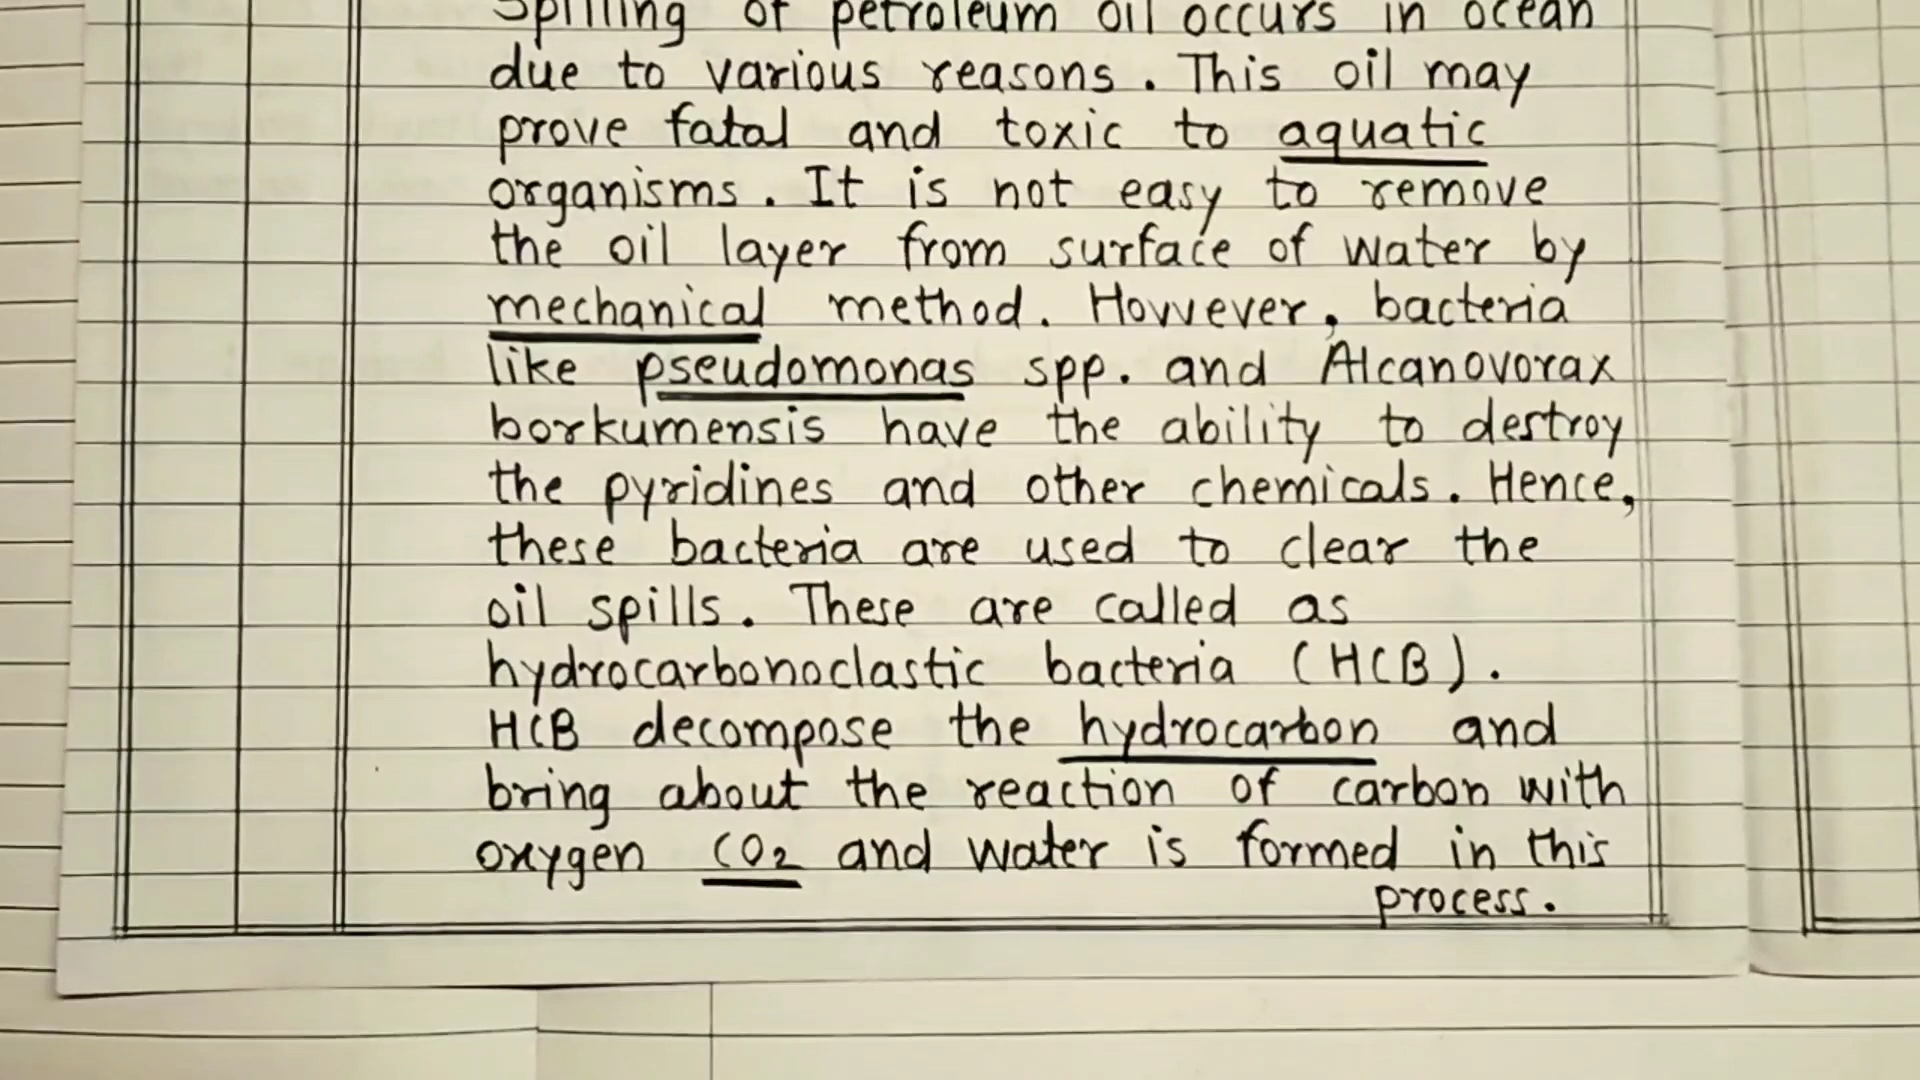 Spilling of petroleum oil occurs in ocean
due to various reasons. This oil may
prove fatal and toxic to aquatic
organisms. It is not easy to remove
the oil layer from surface of water by
mechanical method. However, bacteria
like pseudomonas spp. and Alcanovorax
borkumensis have the ability to destroy
the pyridines and other chemicals. Hence,
these bacteria are used to clear the
oil spills. These are called as
hydrocarbonoclastic bacteria (HCB).
HCB decompose the hydrocarbon and
bring about the reaction of carbon with
oxygen CO₂ and water is formed in this
process.